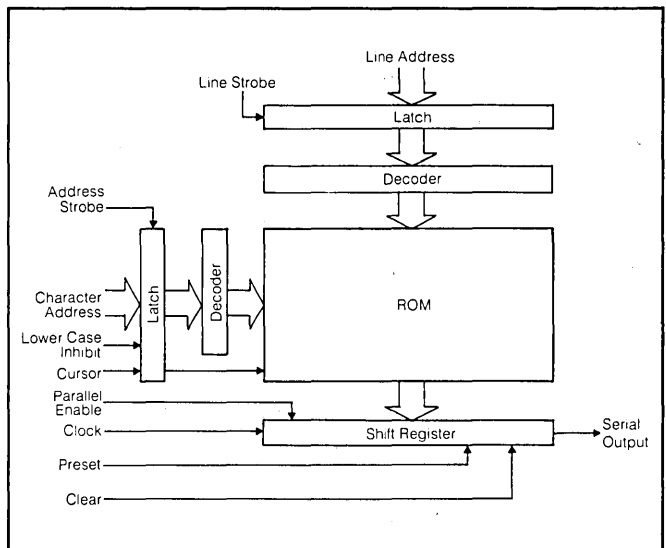 Line Address
Line Strobe
Latch
Decoder
Address
Strobe
Latch
Decoder
ROM
Character
Address
Lower Case
Inhibit
Cursor
Parallel
Enable
Clock
Shift Register
Serial
Output
Preset
Clear